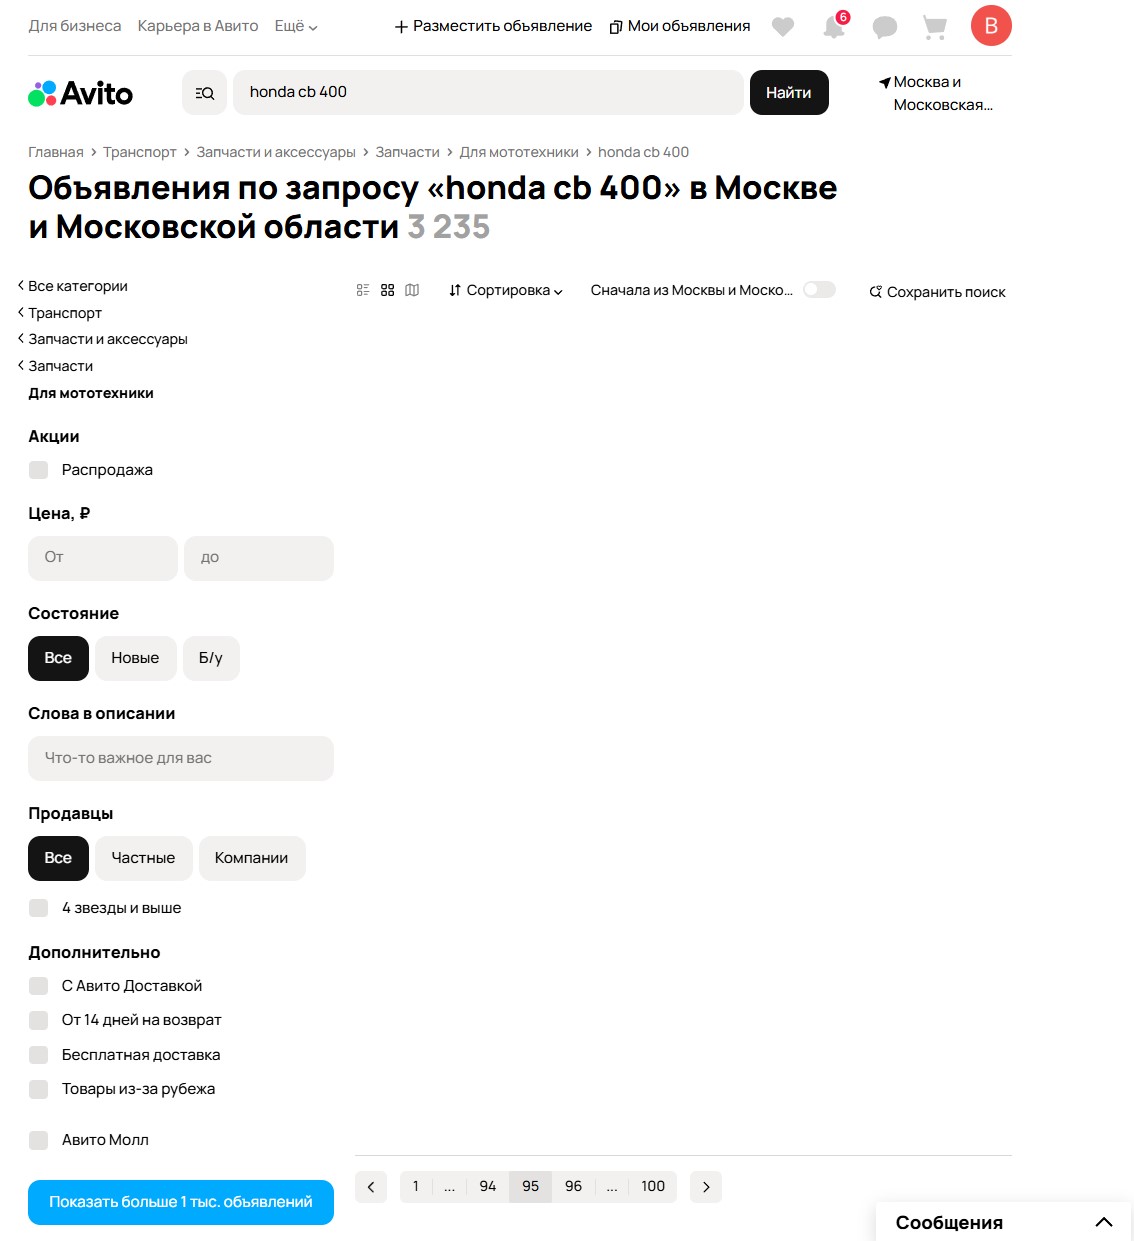 Для бизнеса Карьера в Авито Ещё Разместить объявление Мои объявления 6 B
Avito honda cb 400 Найти Москва и
Московская...
Главная Транспорт Запчасти и аксессуары Запчасти Для мототехники honda cb 400
Объявления по запросу «honda cb 400» в Москве
и Московской области 3 235
Все категории
Сортировка Сначала из Москвы и Моско... Сохранить поиск
Транспорт
Запчасти и аксессуары
Запчасти
Для мототехники
Акции
Распродажа
Цена, ₽
От до
Состояние
Все Новые Б/у
Слова в описании
Что-то важное для вас
Продавцы
Все Частные Компании
4 звезды и выше
Дополнительно
С Авито Доставкой
От 14 дней на возврат
Бесплатная доставка
Товары из-за рубежа
Авито Молл
1 ... 94 95 96 ... 100
Показать больше 1 тыс. объявлений
Сообщения